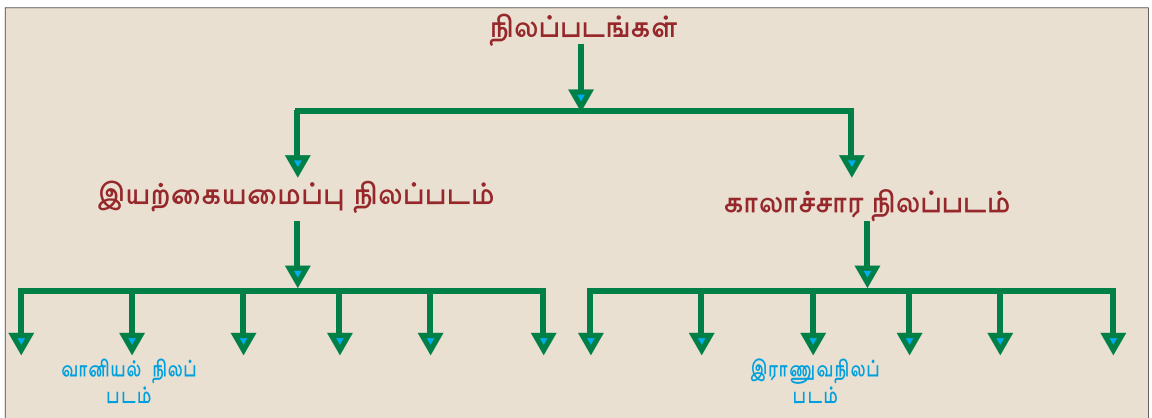 நிலப்படங்கள்
இயற்கையமைப்பு நிலப்படம்
காலாச்சார நிலப்படம்
வானியல் நிலப்
படம்
இராணுவநிலப்
படம்